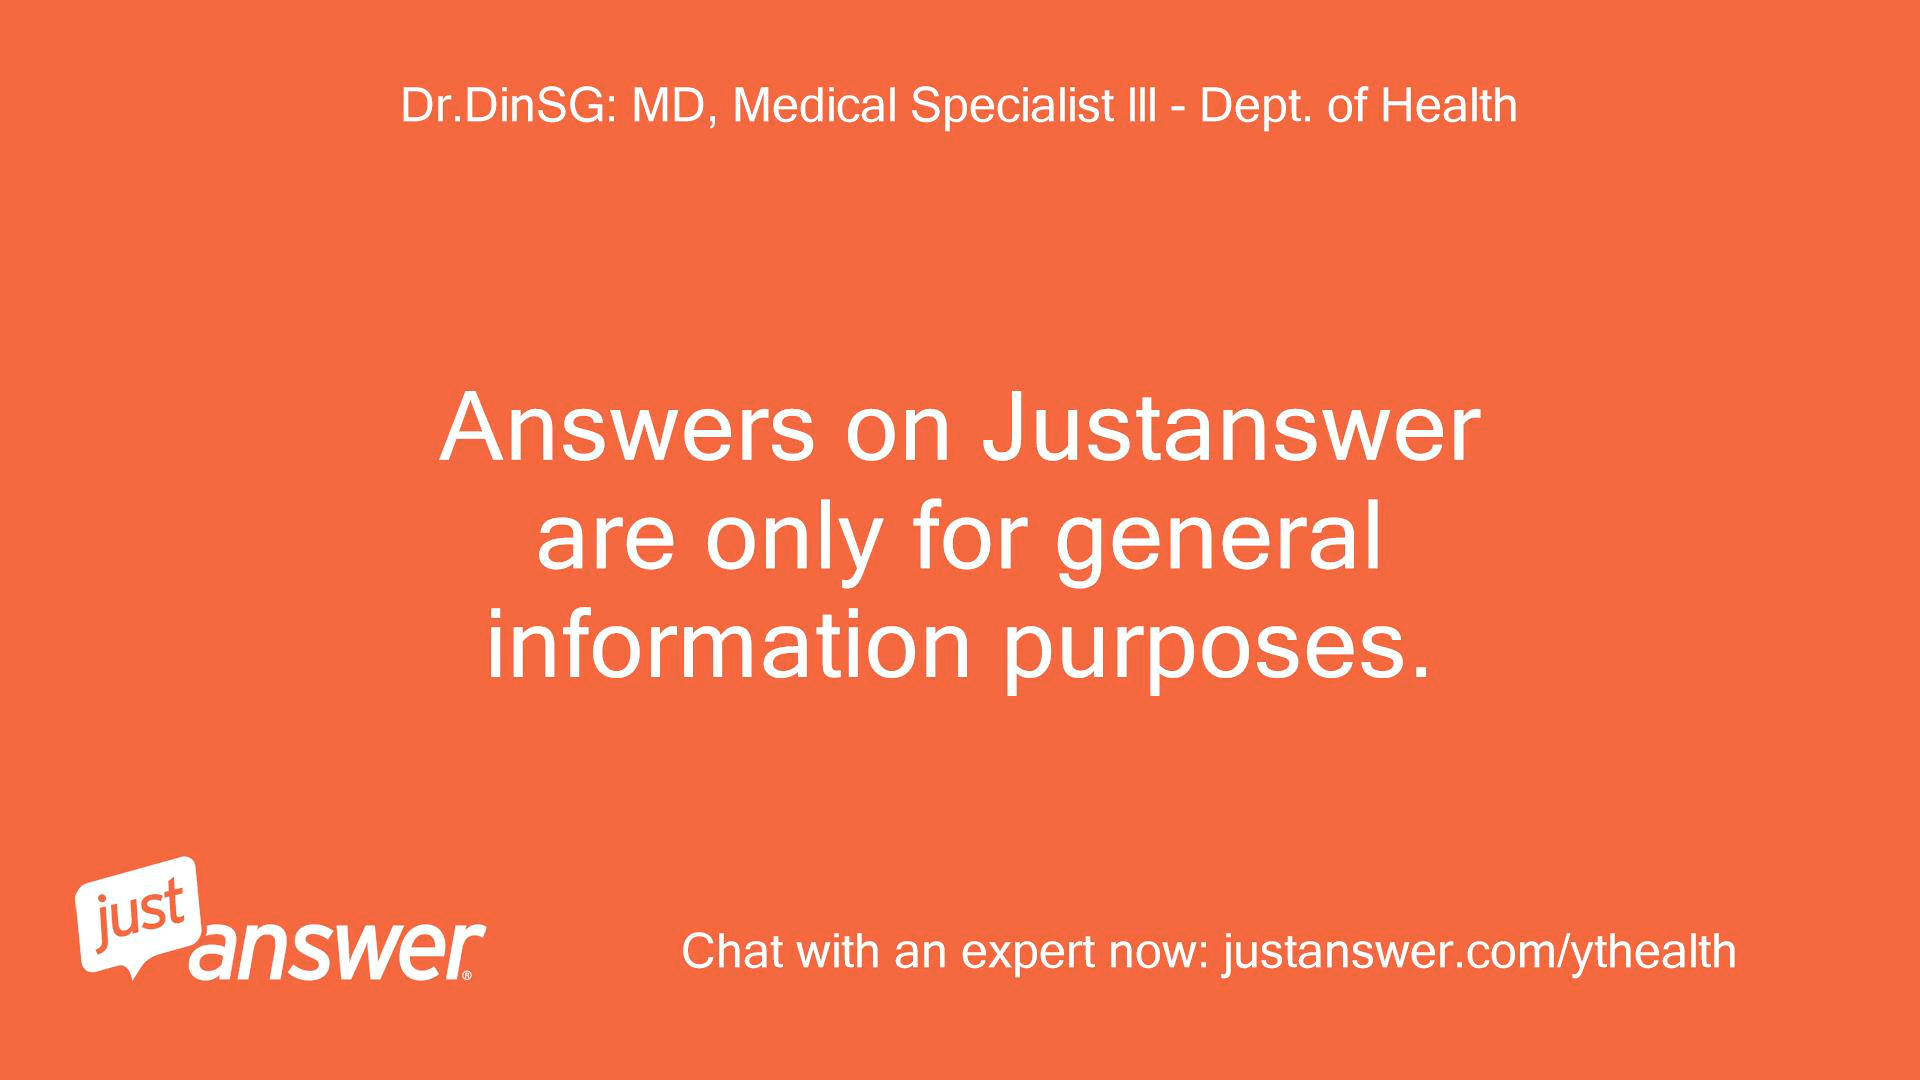 Dr.DinSG: MD, Medical Specialist III - Dept. of Health
Answers on Justanswer
are only for general
information purposes.
just
answer®
Chat with an expert now: justanswer.com/ythealth